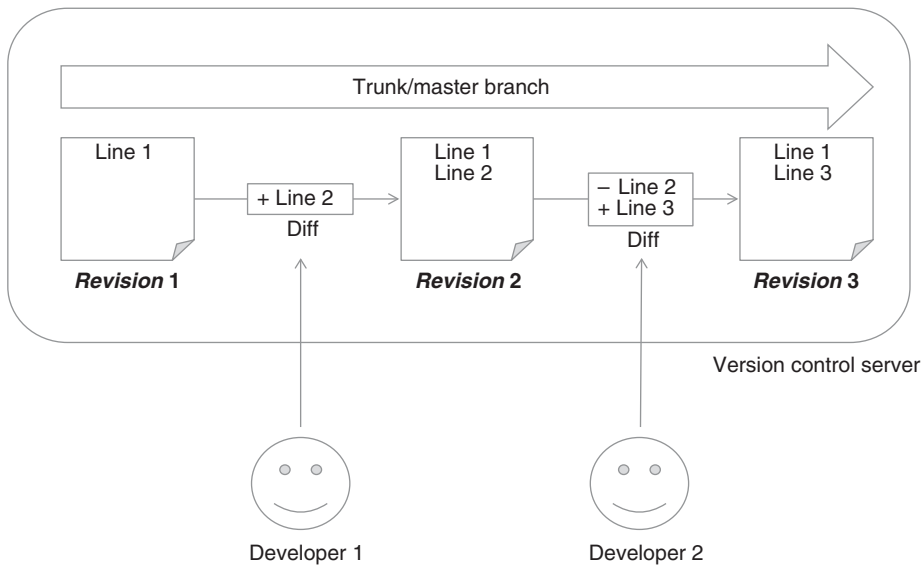 Trunk/master branch
Line 1
+ Line 2
Diff
Line 1
Line 2
– Line 2
+ Line 3
Diff
Line 1
Line 3
Revision 1
Revision 2
Revision 3
Version control server
Developer 1
Developer 2